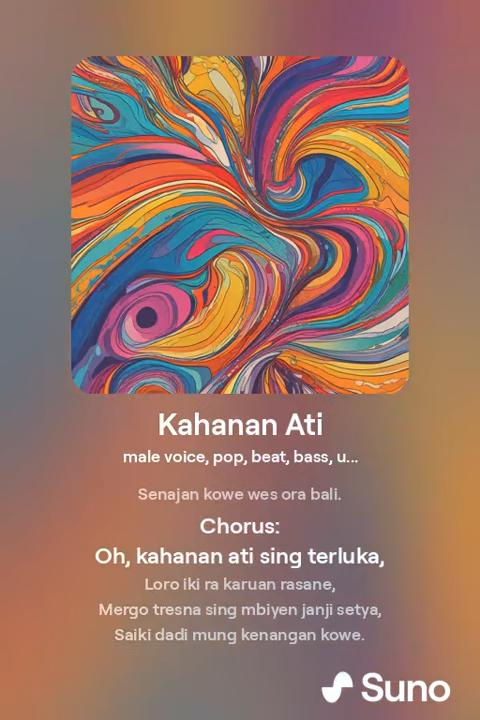 Kahanan Ati
male voice, pop, beat, bass, u...
Senajan kowe wes ora bali.
Chorus:
Oh, kahanan ati sing terluka,
Loro iki ra karuan rasane,
Mergo tresna sing mbiyen janji setya,
Saiki dadi mung kenangan kowe.
Suno